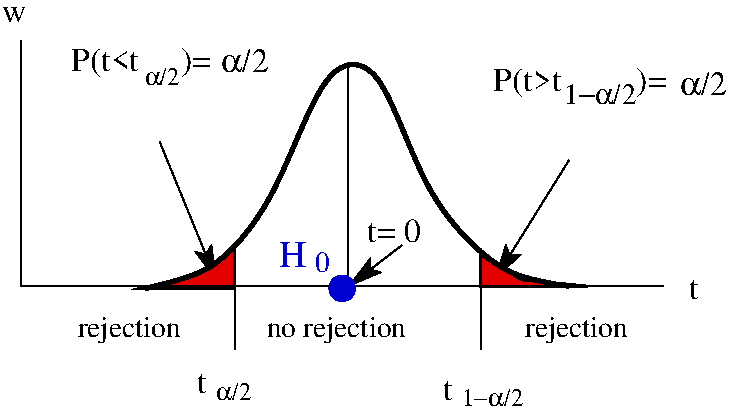 w
P(t<t α/2)= α/2
P(t>t 1−α/2)= α/2
t= 0
H 0
t
rejection no rejection rejection
t α/2 t 1−α/2